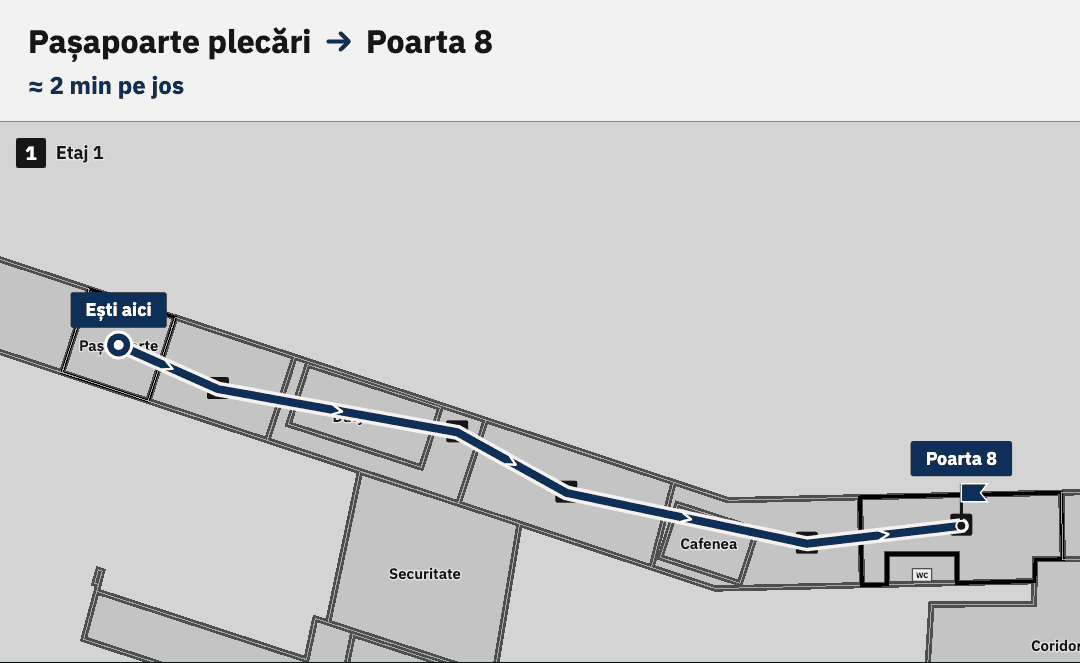 Pașapoarte plecări → Poarta 8
≈ 2 min pe jos
1 Etaj 1
Ești aici
Poarta 8
Cafenea
Securitate
WC